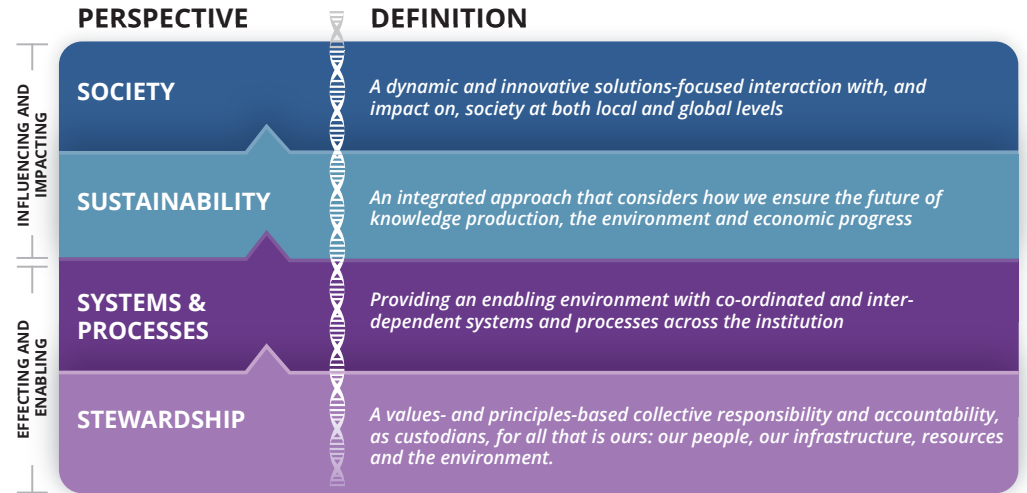 PERSPECTIVE
DEFINITION
INFLUENCING AND
IMPACTING
SOCIETY
A dynamic and innovative solutions-focused interaction with, and
impact on, society at both local and global levels
SUSTAINABILITY
An integrated approach that considers how we ensure the future of
knowledge production, the environment and economic progress
EFFECTING AND
ENABLING
SYSTEMS &
PROCESSES
Providing an enabling environment with co-ordinated and inter-
dependent systems and processes across the institution
STEWARDSHIP
A values- and principles-based collective responsibility and accountability,
as custodians, for all that is ours: our people, our infrastructure, resources
and the environment.